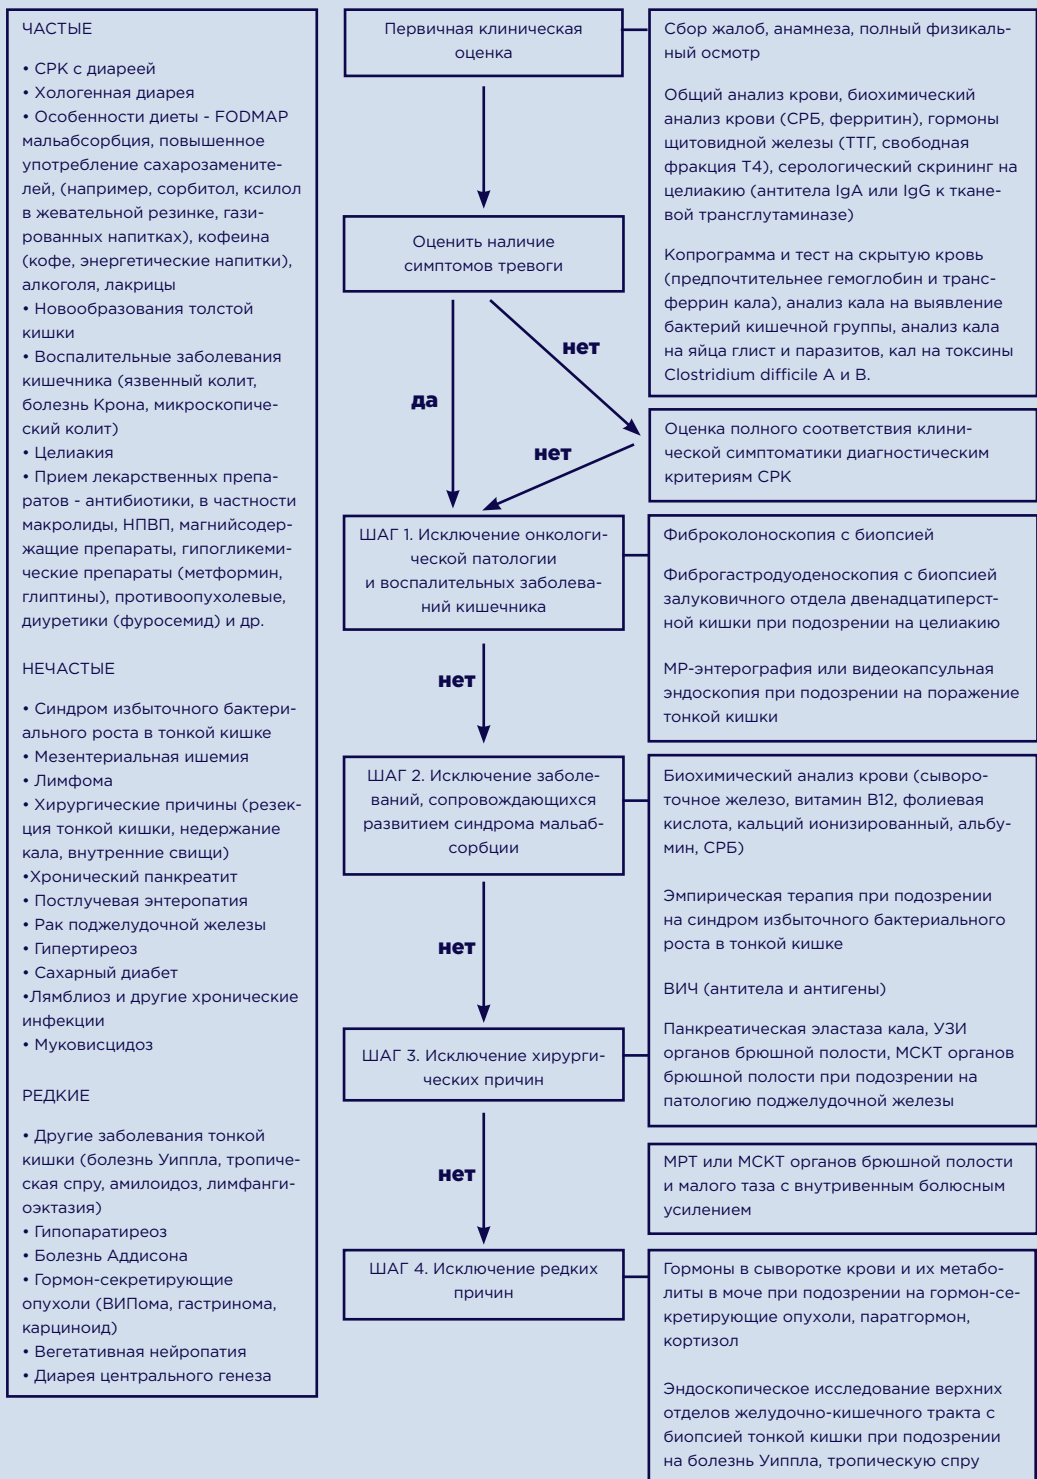 ЧАСТЫЕ
• СРК с диареей
• Хологенная диарея
• Особенности диеты - FODMAP
мальабсорбция, повышенное
употребление сахарозамените-
лей, (например, сорбитол, ксилол
в жевательной резинке, гази-
рованных напитках), кофеина
(кофе, энергетические напитки),
алкоголя, лакрицы
• Новообразования толстой
кишки
• Воспалительные заболевания
кишечника (язвенный колит,
болезнь Крона, микроскопиче-
ский колит)
• Целиакия
• Прием лекарственных препа-
ратов - антибиотики, в частности
макролиды, НПВП, магнийсодер-
жащие препараты, гипогликеми-
ческие препараты (метформин,
глиптины), противоопухолевые,
диуретики (фуросемид) и др.
НЕЧАСТЫЕ
• Синдром избыточного бактери-
ального роста в тонкой кишке
• Мезентериальная ишемия
• Лимфома
• Хирургические причины (резек-
ция тонкой кишки, недержание
кала, внутренние свищи)
•Хронический панкреатит
• Постлучевая энтеропатия
• Рак поджелудочной железы
• Гипертиреоз
• Сахарный диабет
•Лямблиоз и другие хронические
инфекции
• Муковисцидоз
РЕДКИЕ
• Другие заболевания тонкой
кишки (болезнь Уиппла, тропиче-
ская спру, амилоидоз, лимфанги-
оэктазия)
• Гипопаратиреоз
• Болезнь Аддисона
• Гормон-секретирующие
опухоли (ВИПома, гастринома,
карциноид)
• Вегетативная нейропатия
• Диарея центрального генеза
Первичная клиническая
оценка
Сбор жалоб, анамнеза, полный физикаль-
ный осмотр
Общий анализ крови, биохимический
анализ крови (СРБ, ферритин), гормоны
щитовидной железы (ТТГ, свободная
фракция Т4), серологический скрининг на
целиакию (антитела IgA или IgG к ткане-
вой трансглутаминазе)
Копрограмма и тест на скрытую кровь
(предпочтительнее гемоглобин и транс-
феррин кала), анализ кала на выявление
бактерий кишечной группы, анализ кала
на яйца глист и паразитов, кал на токсины
Clostridium difficile А и В.
Оценить наличие
симптомов тревоги
нет
да
нет
Оценка полного соответствия клини-
ческой симптоматики диагностическим
критериям СРК
ШАГ 1. Исключение онкологи-
ческой патологии
и воспалительных заболева-
ний кишечника
Фиброколоноскопия с биопсией
Фиброгастродуоденоскопия с биопсией
залуковичного отдела двенадцатиперст-
ной кишки при подозрении на целиакию
МР-энтерография или видеокапсульная
эндоскопия при подозрении на поражение
тонкой кишки
нет
ШАГ 2. Исключение заболе-
ваний, сопровождающихся
развитием синдрома мальаб-
сорбции
Биохимический анализ крови (сыворо-
точное железо, витамин В12, фолиевая
кислота, кальций ионизированный, альбу-
мин, СРБ)
Эмпирическая терапия при подозрении
на синдром избыточного бактериального
роста в тонкой кишке
ВИЧ (антитела и антигены)
Панкреатическая эластаза кала, УЗИ
органов брюшной полости, МСКТ органов
брюшной полости при подозрении на
патологию поджелудочной железы
нет
ШАГ 3. Исключение хирурги-
ческих причин
МРТ или МСКТ органов брюшной полости
и малого таза с внутривенным болюсным
усилением
нет
ШАГ 4. Исключение редких
причин
Гормоны в сыворотке крови и их метабо-
литы в моче при подозрении на гормон-се-
кретирующие опухоли, паратгормон,
кортизол
Эндоскопическое исследование верхних
отделов желудочно-кишечного тракта с
биопсией тонкой кишки при подозрении
на болезнь Уиппла, тропическую спру